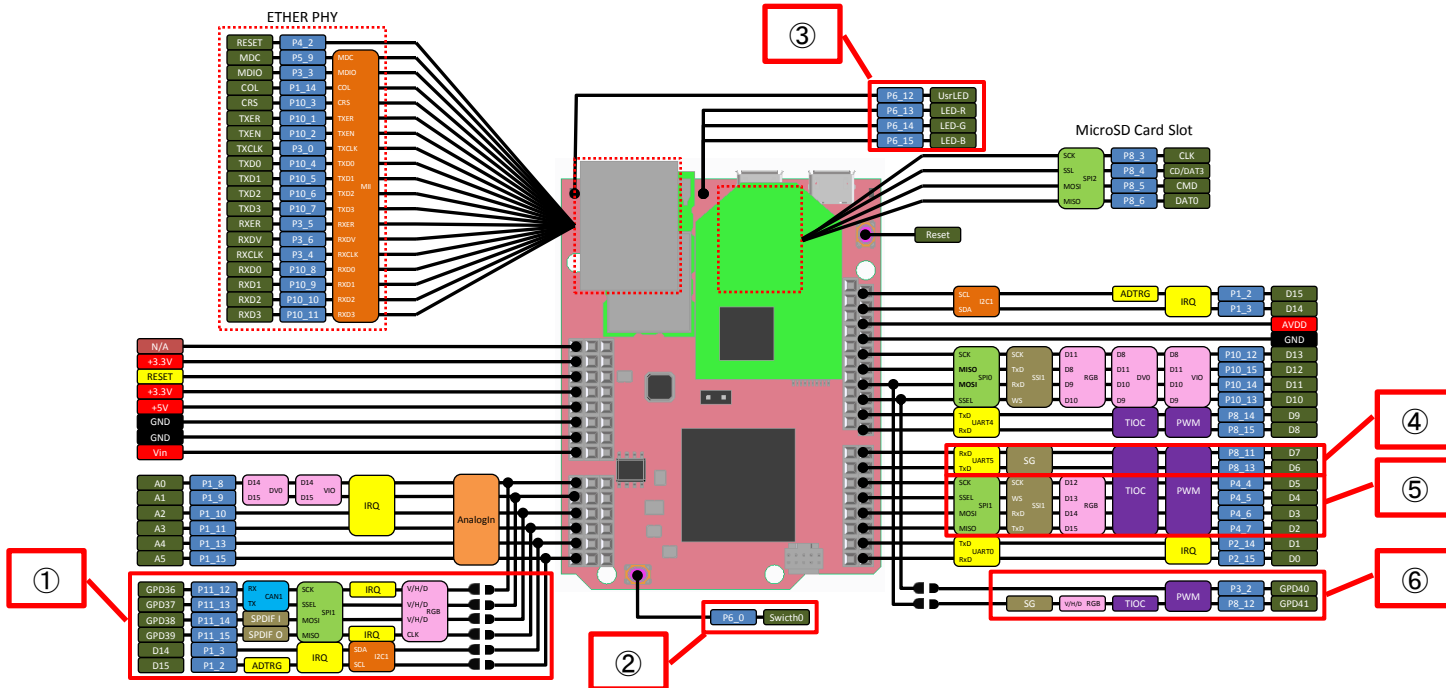 ETHER PHY
RESET P4_2
MDC P5_9 MDC
MDIO P3_3 MDIO
COL P1_14 COL
CRS P10_3 CRS
TXER P10_1 TXER
TXEN P10_2 TXEN
TXCLK P3_0 TXCLK
TXD0 P10_4 TXD0
TXD1 P10_5 TXD1 MII
TXD2 P10_6 TXD2
TXD3 P10_7 TXD3
RXER P3_5 RXER
RXDV P3_6 RXDV
RXCLK P3_4 RXCLK
RXD0 P10_8 RXD0
RXD1 P10_9 RXD1
RXD2 P10_10 RXD2
RXD3 P10_11 RXD3
③
P6_12 UsrLED
P6_13 LED-R
P6_14 LED-G
P6_15 LED-B
MicroSD Card Slot
SCK P8_3 CLK
SSL SPI2 P8_4 CD/DAT3
MOSI P8_5 CMD
MISO P8_6 DAT0
Reset
N/A
+3.3V
RESET
+3.3V
+5V
GND
GND
Vin
SCL I2C1 ADTRG IRQ P1_2 D15
SDA P1_3 D14
AVDD
GND
SCK SCK D11 D8 D8 P10_12 D13
MISO SPI0 TxD SSI1 D8 RGB D11 DV0 D11 VIO P10_15 D12
MOSI RxD D9 D10 D10 P10_14 D11
SSEL WS D10 D9 D9 P10_13 D10
TxD UART4 TIOC PWM P8_14 D9
RxD P8_15 D8
④
RxD UART5 SG P8_11 D7
TxD P8_13 D6
⑤
SCK SCK D12 TIOC PWM P4_4 D5
SSEL SPI1 WS SSI1 D13 RGB P4_5 D4
MOSI RxD D14 P4_6 D3
MISO TxD D15 P4_7 D2
TxD UART0 IRQ P2_14 D1
RxD P2_15 D0
⑥
PWM P3_2 GPD40
SG V/H/D RGB TIOC P8_12 GPD41
A0 P1_8 D14 DV0 D14 VIO IRQ AnalogIn
A1 P1_9 D15 D15
A2 P1_10
A3 P1_11
A4 P1_13
A5 P1_15
①
GPD36 P11_12 RX CAN1 SCK SPI1 IRQ V/H/D RGB
GPD37 P11_13 TX SSEL V/H/D
GPD38 P11_14 SPDIF I MOSI V/H/D
GPD39 P11_15 SPDIF O MISO IRQ CLK
D14 P1_3 IRQ SDA I2C1
D15 P1_2 ADTRG SCL
②
P6_0 Swicth0